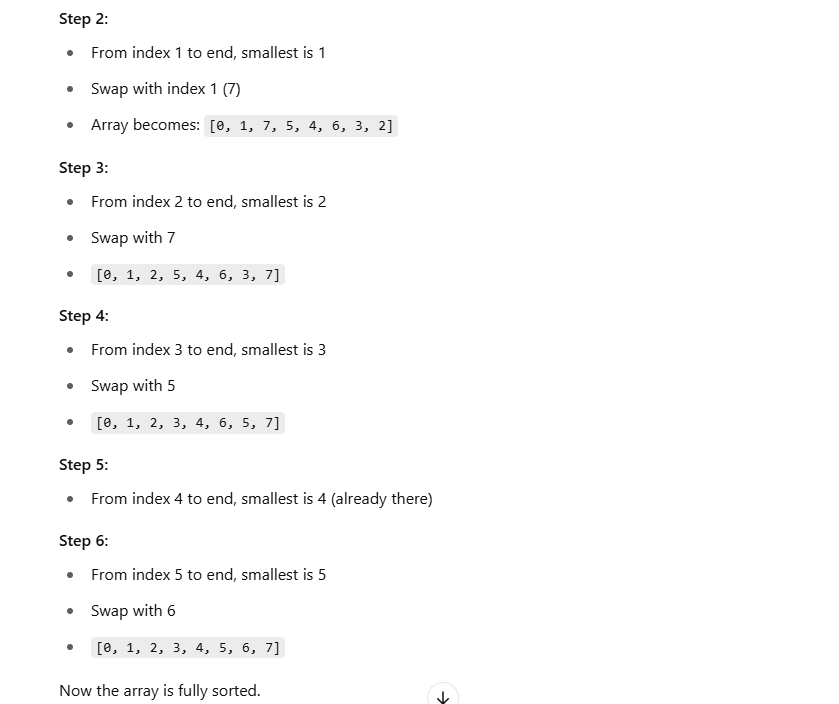 Step 2:
From index 1 to end, smallest is 1
Swap with index 1 (7)
Array becomes: [0, 1, 7, 5, 4, 6, 3, 2]
Step 3:
From index 2 to end, smallest is 2
Swap with 7
[0, 1, 2, 5, 4, 6, 3, 7]
Step 4:
From index 3 to end, smallest is 3
Swap with 5
[0, 1, 2, 3, 4, 6, 5, 7]
Step 5:
From index 4 to end, smallest is 4 (already there)
Step 6:
From index 5 to end, smallest is 5
Swap with 6
[0, 1, 2, 3, 4, 5, 6, 7]
Now the array is fully sorted.